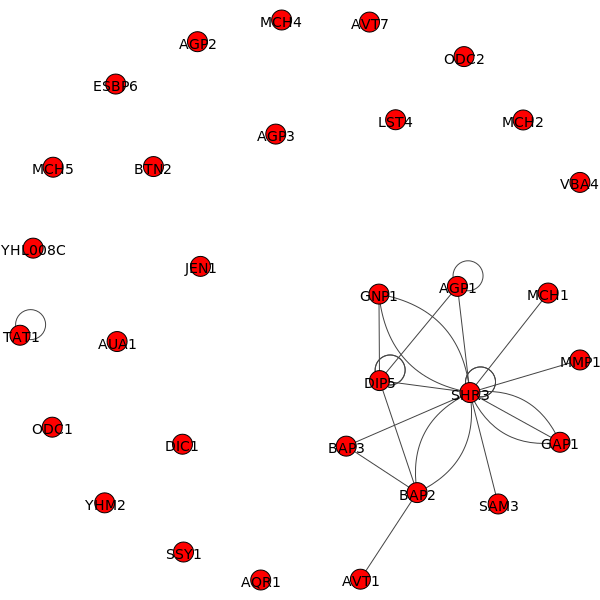 MCH4
AVT7
AGP2
ODC2
ESBP6
LST4
MCH2
AGP3
MCH5
BTN2
VBA4
YHL008C
JEN1
GNP1
AGP1
MCH1
TAT1
AUA1
MMP1
DIP5
SHR3
ODC1
DIC1
BAP3
GAP1
BAP2
YHM2
SAM3
SSY1
AQR1
AVT1